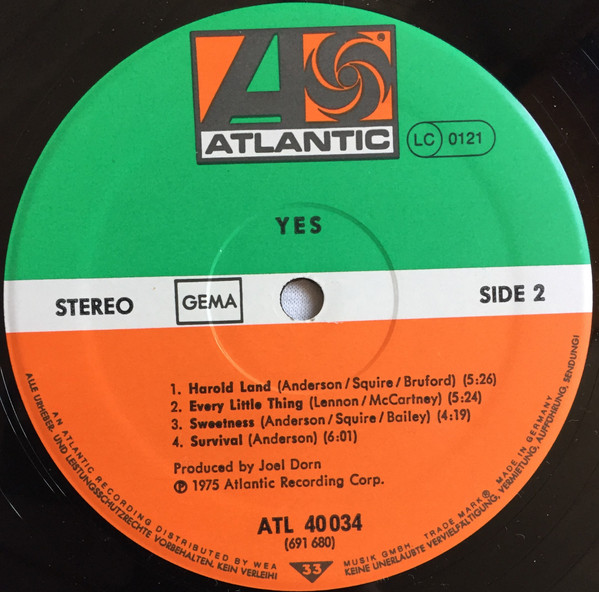 ATLANTIC
®
LC 0121
YES
STEREO
GEMA
SIDE 2
1. Harold Land (Anderson/Squire/Bruford) (5:26)
2. Every Little Thing (Lennon/McCartney) (5:24)
3. Sweetness (Anderson/Squire/Bailey) (4:19)
4. Survival (Anderson) (6:01)
Produced by Joel Dorn
℗ 1975 Atlantic Recording Corp.
ATL 40034
(691 680)
33
AN ATLANTIC RECORDING DISTRIBUTED BY WEA MUSIK GMBH. TRADE MARK® MADE IN GERMANY
ALLE URHEBER- UND LEISTUNGSSCHUTZRECHTE VORBEHALTEN. KEIN VERLEIH! KEINE UNERLAUBTE VERVIELFÄLTIGUNG, VERMIETUNG, AUFFÜHRUNG, SENDUNG!